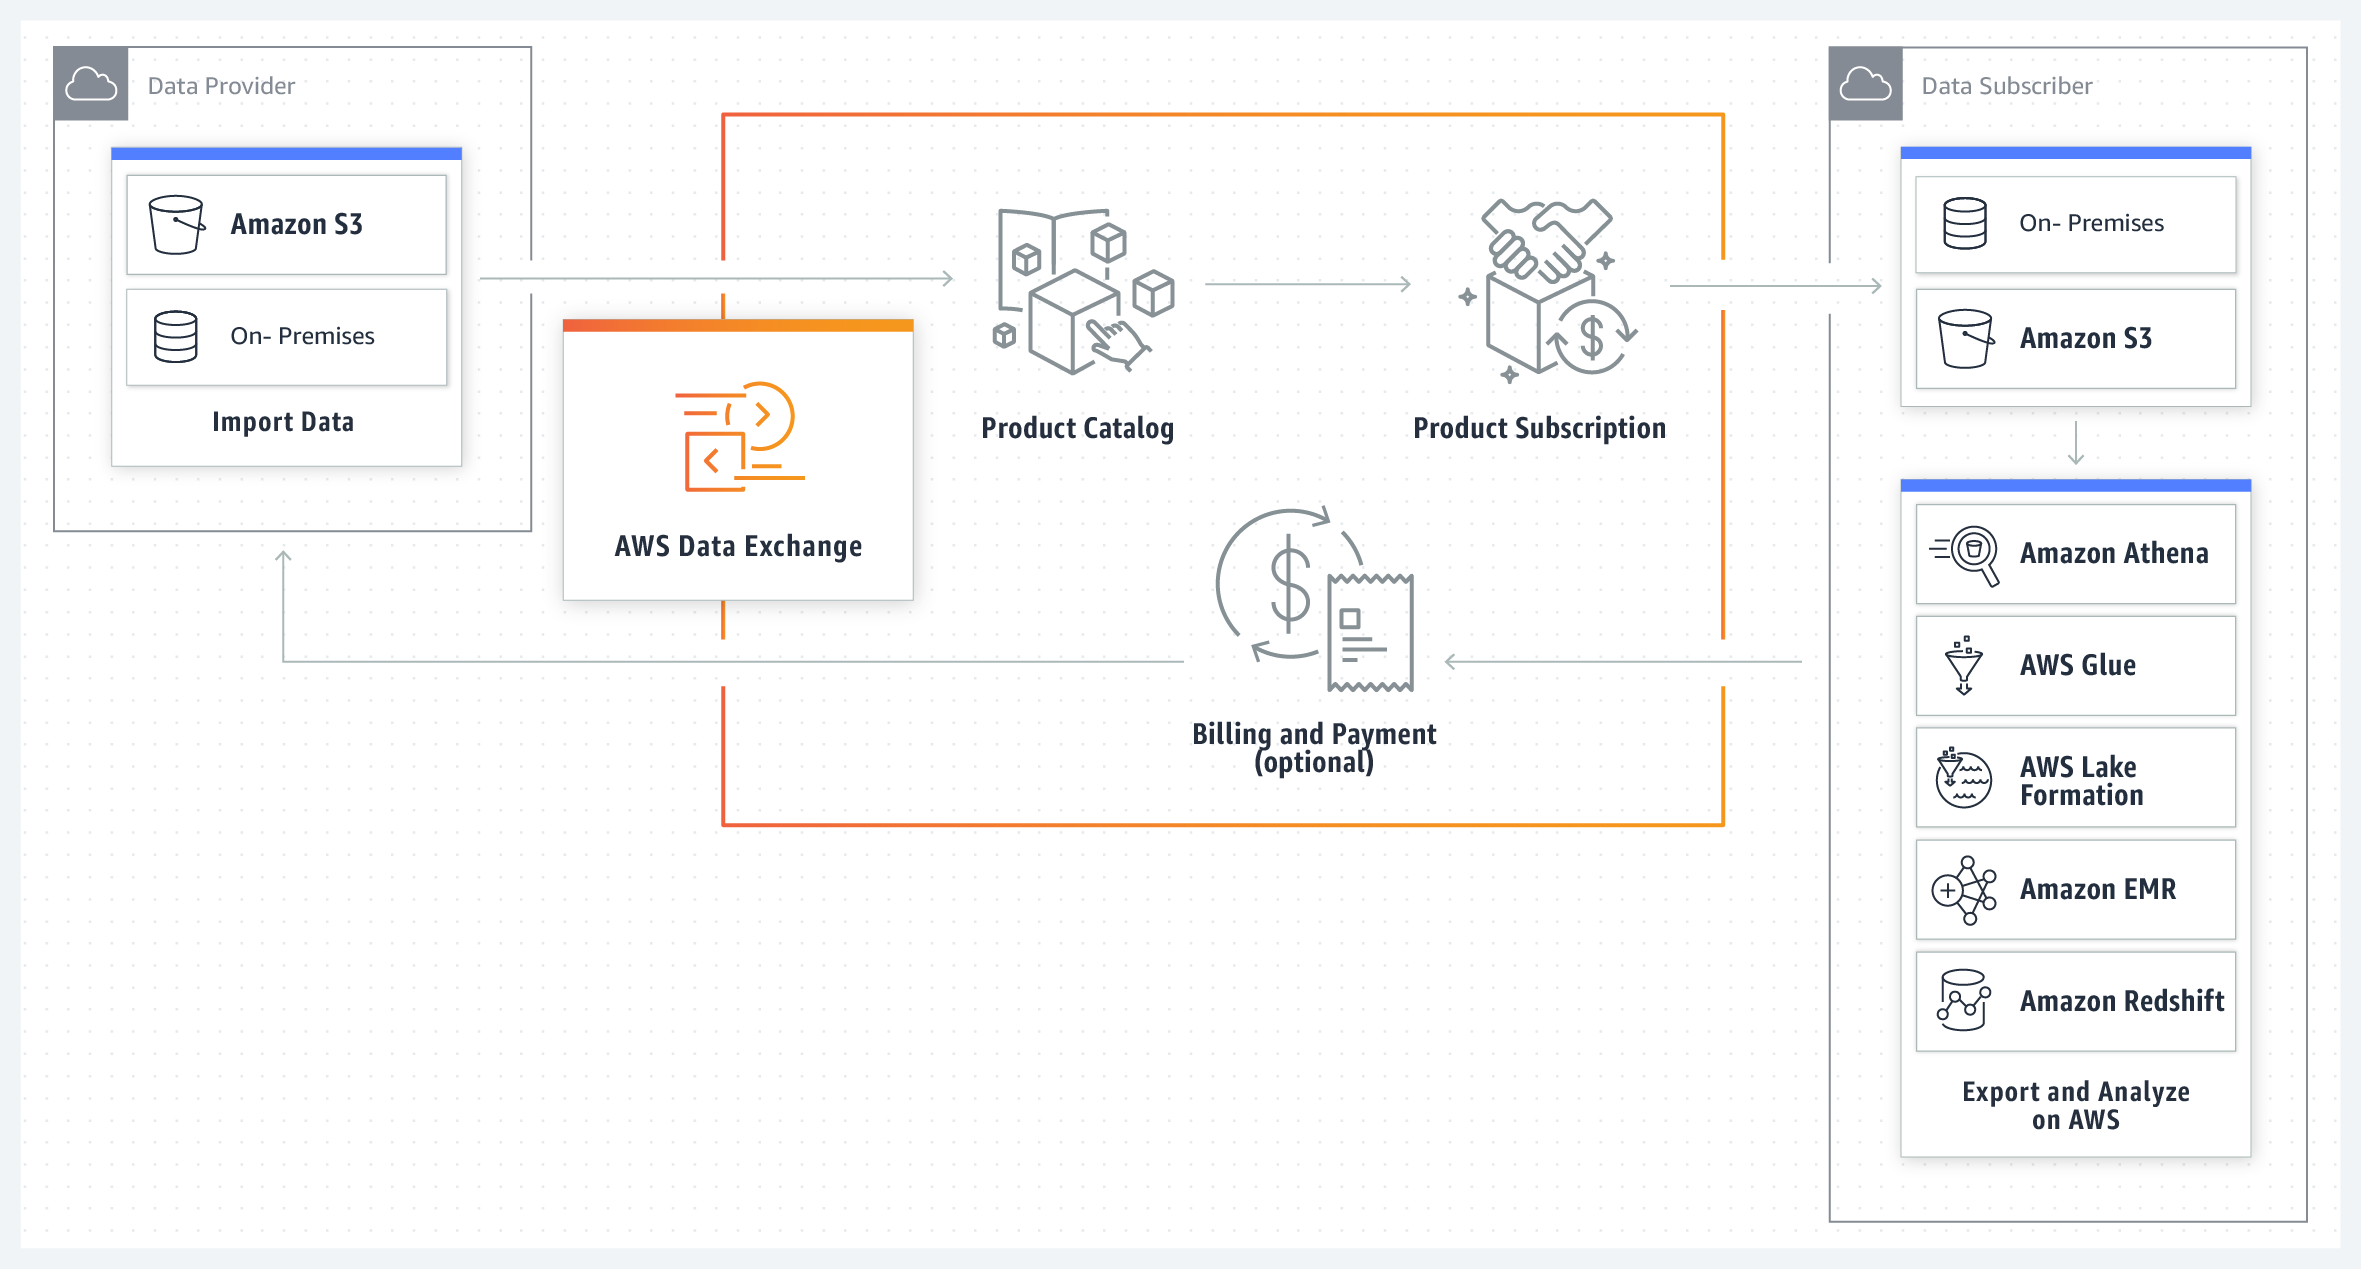 Data Provider
Amazon S3
On- Premises
Import Data
AWS Data Exchange
Product Catalog
Product Subscription
Billing and Payment
(optional)
Data Subscriber
On- Premises
Amazon S3
Amazon Athena
AWS Glue
AWS Lake
Formation
Amazon EMR
Amazon Redshift
Export and Analyze
on AWS